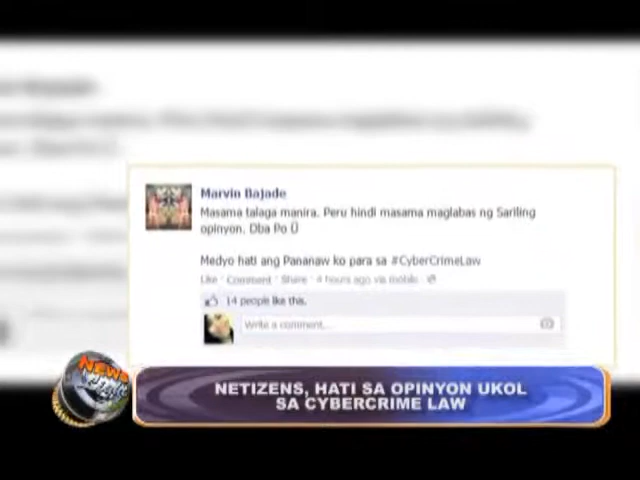 Marvin Bajade
Masama talaga manira. Peru hindi masama maglabas ng Sariling
opinyon. Dba Po Ü
Medyo hati ang Pananaw ko para sa #CyberCrimeLaw
Like · Comment · Share · 4 hours ago via mobile ·
14 people like this.
Write a comment...
NEWS
NETIZENS, HATI SA OPINYON UKOL
SA CYBERCRIME LAW